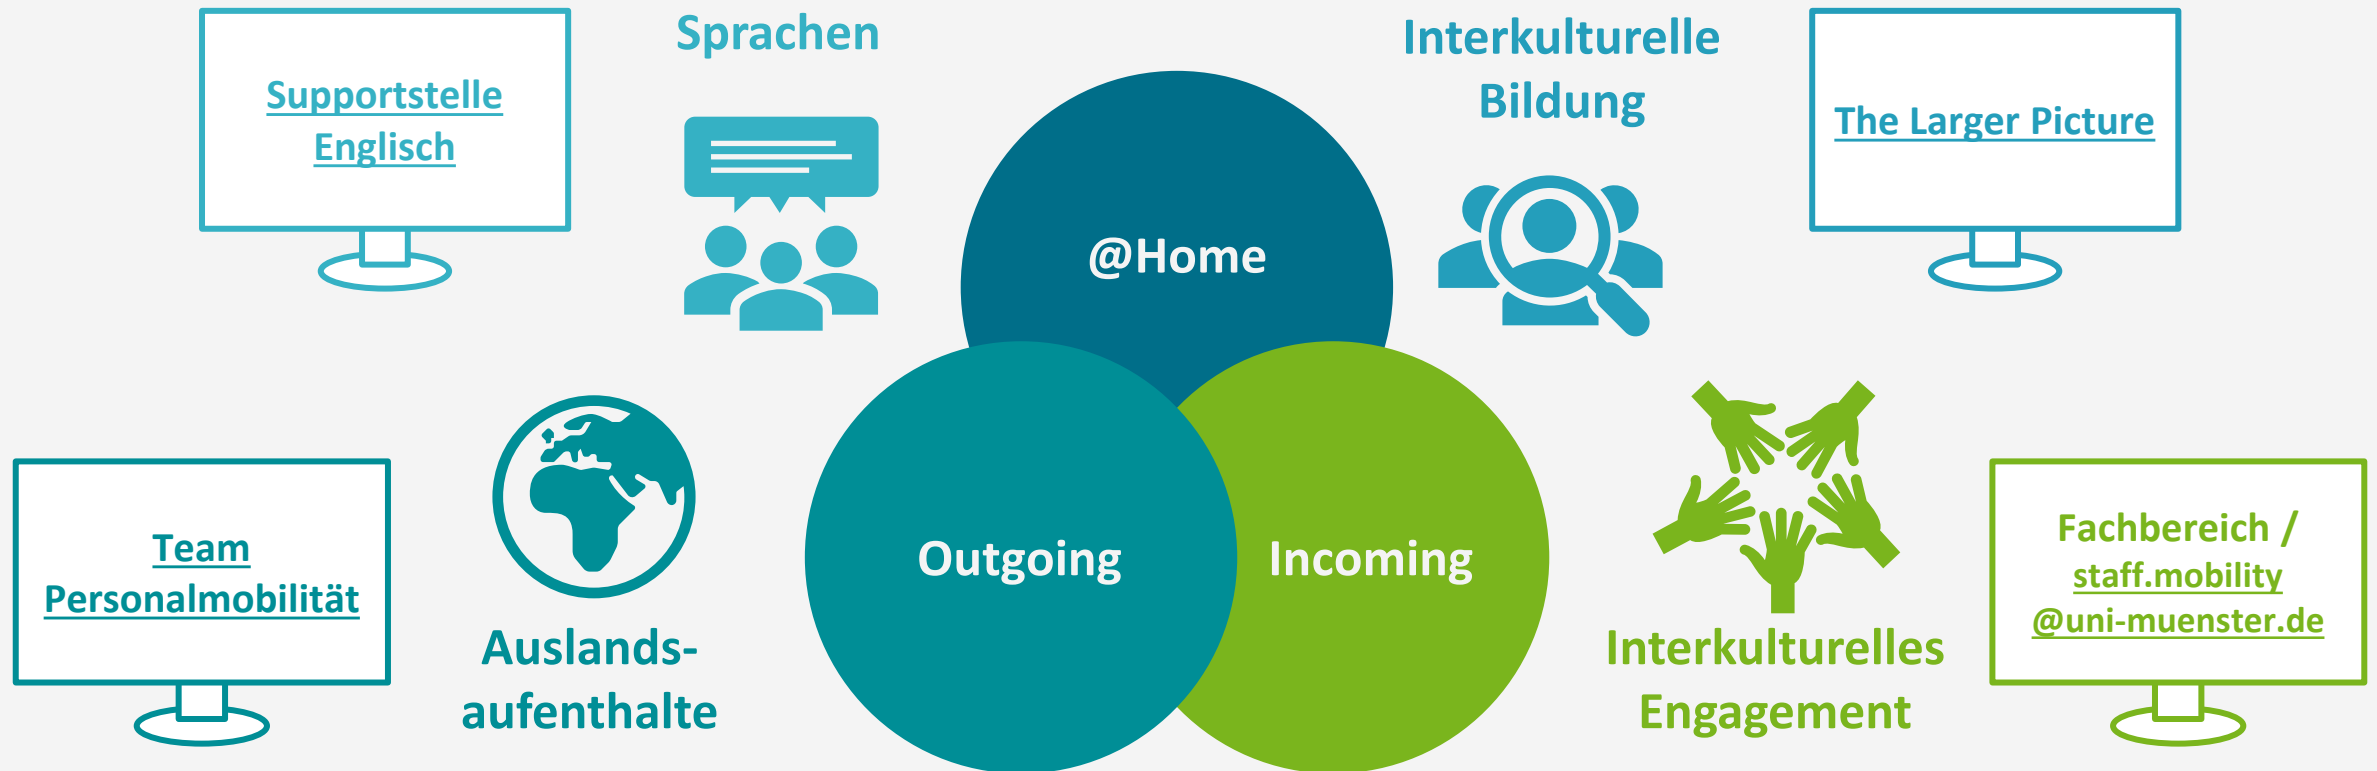 Supportstelle
Englisch
Sprachen
@Home
Interkulturelle
Bildung
The Larger Picture
Team
Personalmobilität
Auslands-
aufenthalte
Outgoing
Incoming
Interkulturelles
Engagement
Fachbereich /
staff.mobility
@uni-muenster.de